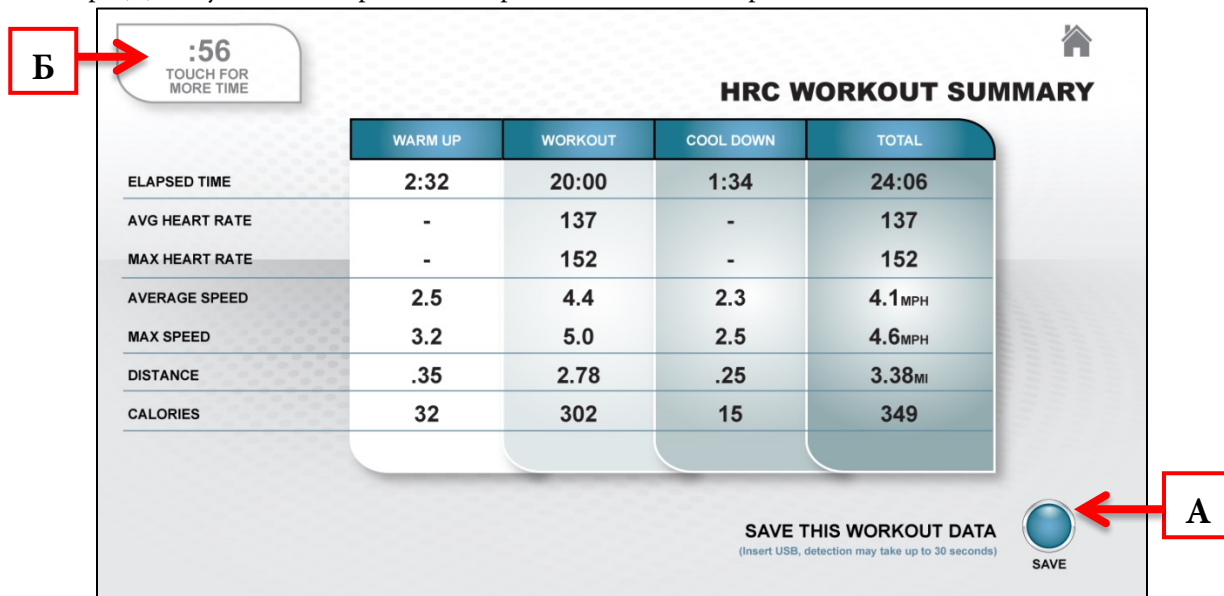 Б
:56
TOUCH FOR
MORE TIME
HRC WORKOUT SUMMARY
WARM UP WORKOUT COOL DOWN TOTAL
ELAPSED TIME 2:32 20:00 1:34 24:06
AVG HEART RATE - 137 - 137
MAX HEART RATE - 152 - 152
AVERAGE SPEED 2.5 4.4 2.3 4.1MPH
MAX SPEED 3.2 5.0 2.5 4.6MPH
DISTANCE .35 2.78 .25 3.38MI
CALORIES 32 302 15 349
SAVE THIS WORKOUT DATA
(Insert USB, detection may take up to 30 seconds)
SAVE
А